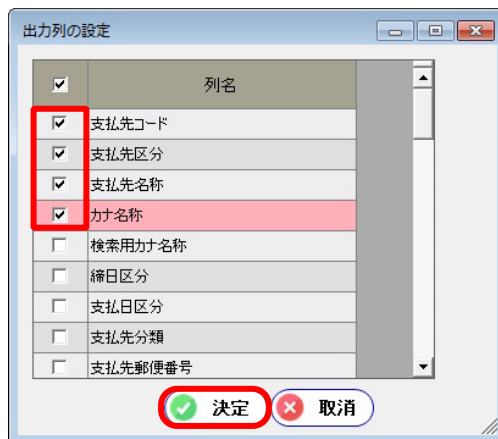 出力列の設定
列名
支払先コード
支払先区分
支払先名称
カナ名称
検索用カナ名称
締日区分
支払日区分
支払先分類
支払先郵便番号
決定 取消